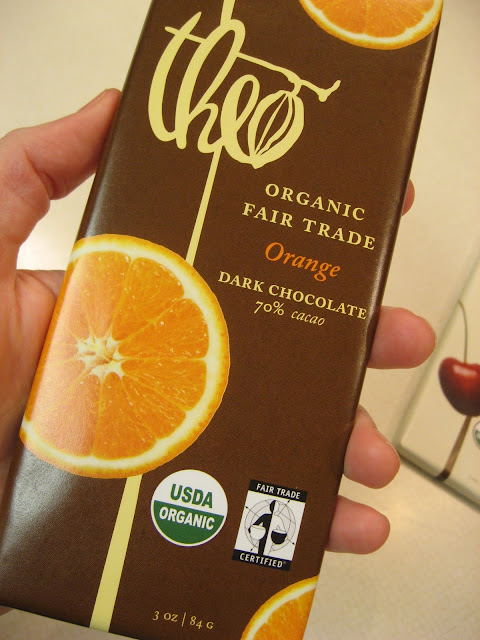 theo
ORGANIC
FAIR TRADE
Orange
DARK CHOCOLATE
70% cacao
USDA
ORGANIC
FAIR TRADE
CERTIFIED
3 OZ | 84 G